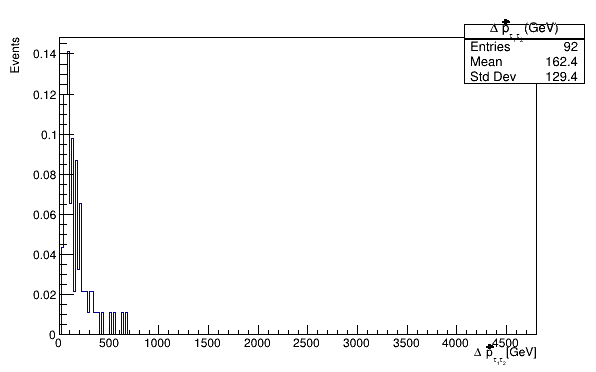 Δ p⃗τ₁τ₂ (GeV)
Entries 92
Mean 162.4
Std Dev 129.4
Events
0.14
0.12
0.1
0.08
0.06
0.04
0.02
0
0 500 1000 1500 2000 2500 3000 3500 4000 4500
Δ p⃗τ₁τ₂ [GeV]